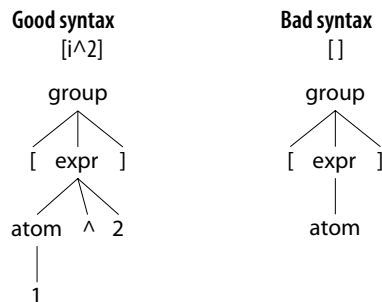 Good syntax Bad syntax
[i^2] [ ]
group group
[ expr ] [ expr ]
atom ^ 2 atom
1